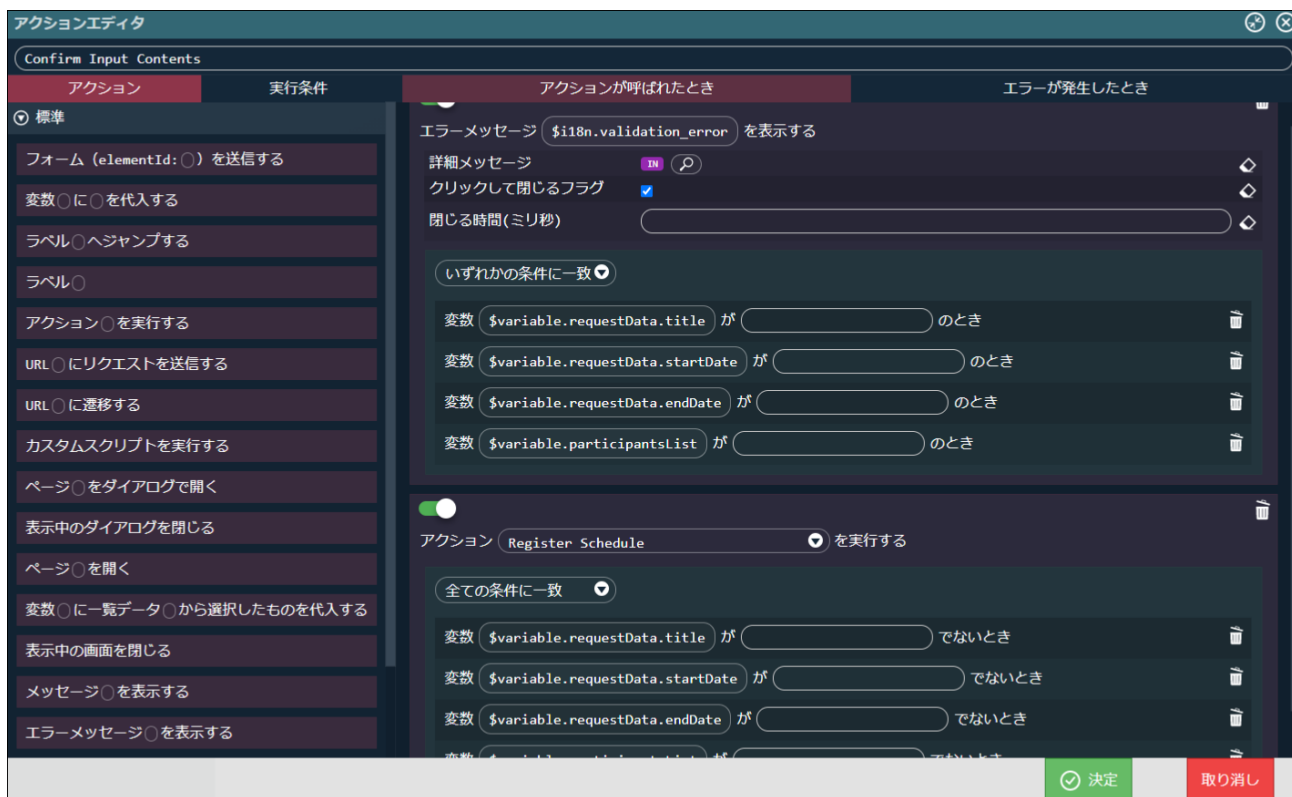 アクションエディタ
Confirm Input Contents
アクション
実行条件
アクションが呼ばれたとき
エラーが発生したとき
標準
フォーム (elementId:○) を送信する
変数○に○を代入する
ラベル○へジャンプする
ラベル○
アクション○を実行する
URL○にリクエストを送信する
URL○に遷移する
カスタムスクリプトを実行する
ページ○をダイアログで開く
表示中のダイアログを閉じる
ページ○を開く
変数○に一覧データ○から選択したものを代入する
表示中の画面を閉じる
メッセージ○を表示する
エラーメッセージ○を表示する
エラーメッセージ $i18n.validation_error を表示する
詳細メッセージ IN
クリックして閉じるフラグ
閉じる時間(ミリ秒)
いずれかの条件に一致
変数 $variable.requestData.title が のとき
変数 $variable.requestData.startDate が のとき
変数 $variable.requestData.endDate が のとき
変数 $variable.participantsList が のとき
アクション Register Schedule を実行する
全ての条件に一致
変数 $variable.requestData.title が でないとき
変数 $variable.requestData.startDate が でないとき
変数 $variable.requestData.endDate が でないとき
決定
取り消し